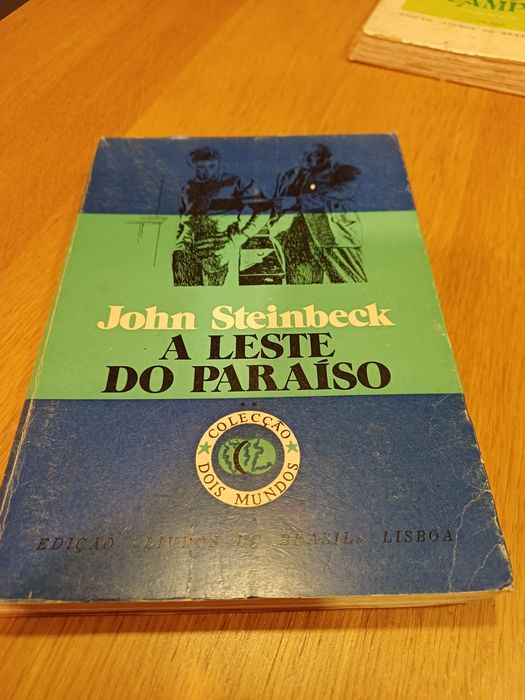 John Steinbeck
A LESTE
DO PARAÍSO
**
COLECÇÃO
DOIS MUNDOS
EDIÇÃO «LIVROS DO BRASIL» LISBOA